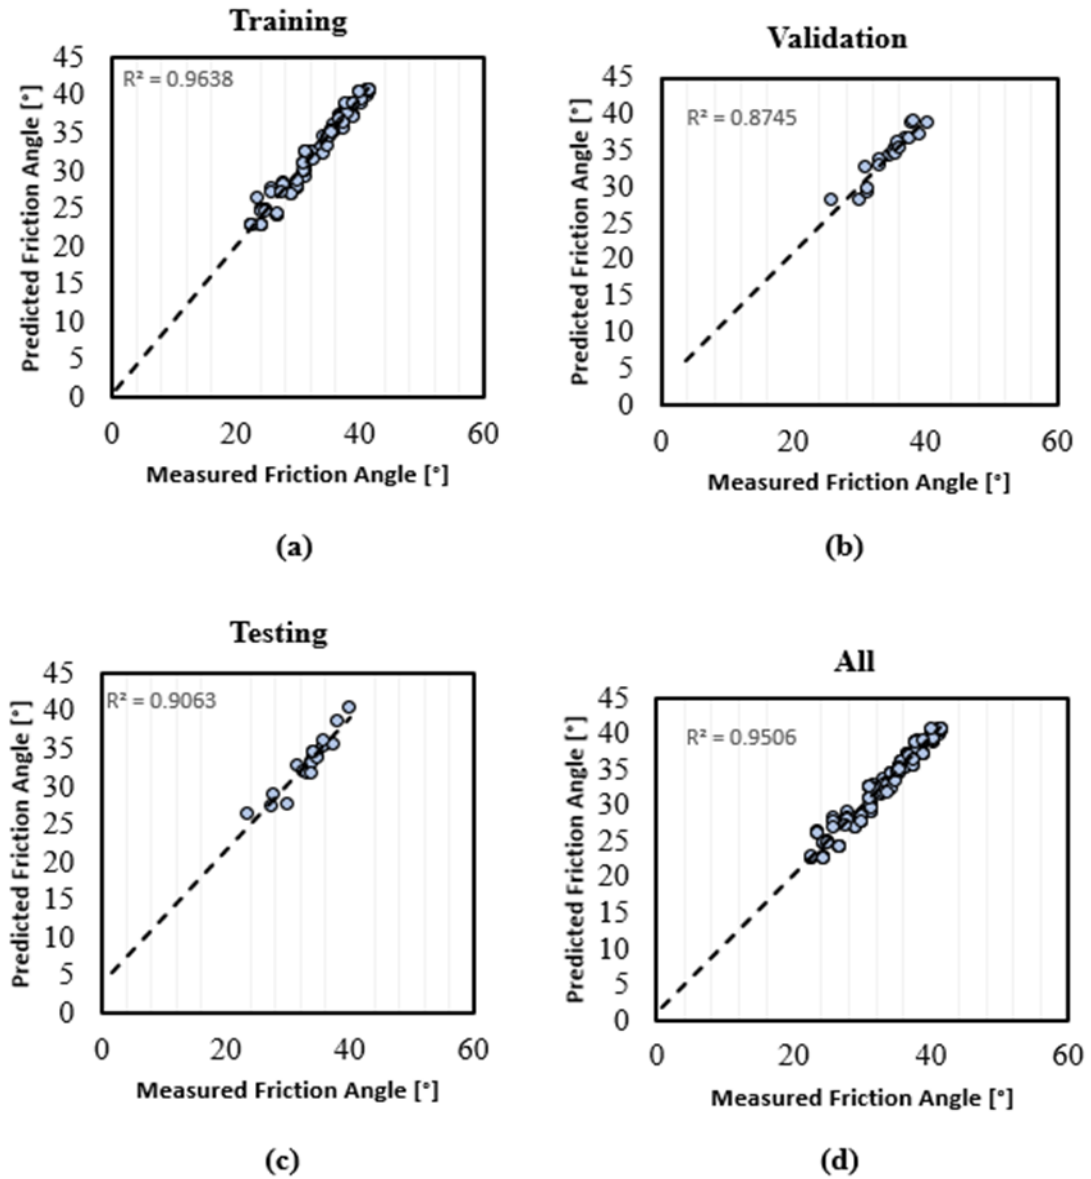 Training
R² = 0.9638
45
40
35
30
25
20
15
10
5
0
Predicted Friction Angle [°]
0 20 40 60
Measured Friction Angle [°]
(a)
Validation
R² = 0.8745
45
40
35
30
25
20
15
10
5
0
Predicted Friction Angle [°]
0 20 40 60
Measured Friction Angle [°]
(b)
Testing
R² = 0.9063
45
40
35
30
25
20
15
10
5
0
Predicted Friction Angle [°]
0 20 40 60
Measured Friction Angle [°]
(c)
All
R² = 0.9506
45
40
35
30
25
20
15
10
5
0
Predicted Friction Angle [°]
0 20 40 60
Measured Friction Angle [°]
(d)